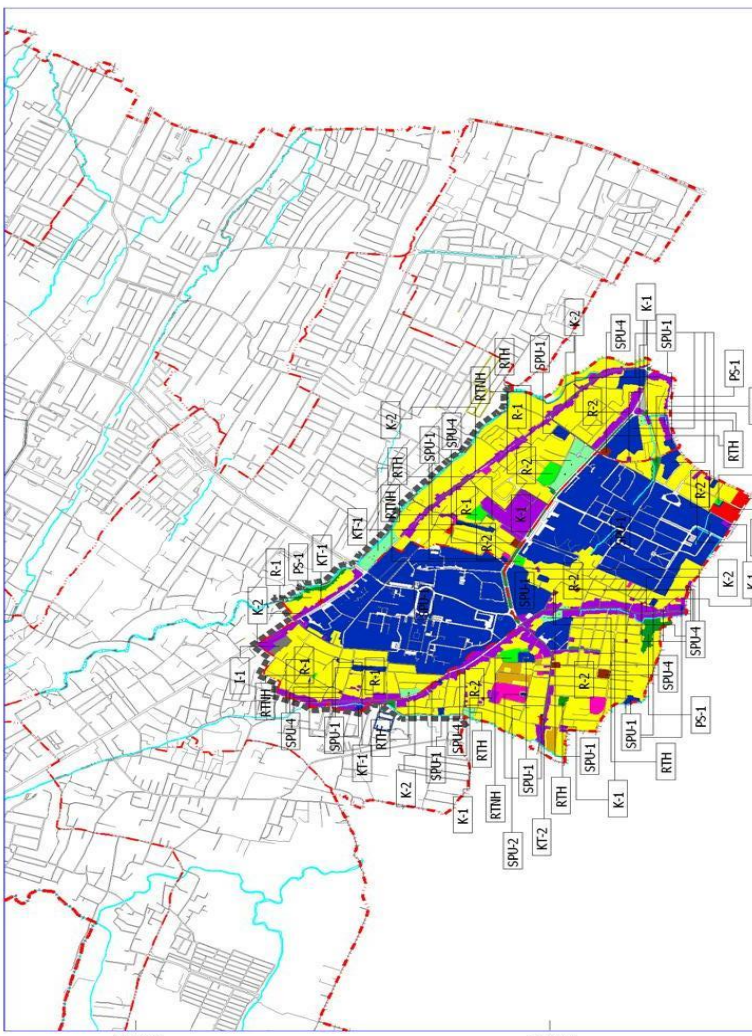 K-2
SPU-4
K-1
SPU-1
PS-1
RTH
RTNH
RTH
SPU-1
K-2
R-1
R-2
R-2
K-2
SPU-1
SPU-4
RTH
RTNH
R-1
K-1
R-2
KT-1
R-1
PS-1
KT-1
K-2
I-1
R-1
R-1
RTNH
SPU-4
SPU-1
RTH
KT-1
K-2
SPU-1
SPU-4
K-1
R-2
SPU-1
R-2
R-2
R-2
RTH
RTNH
SPU-1
SPU-2
KT-2
RTH
SPU-1
K-1
RTH
SPU-1
PS-1
SPU-4
SPU-4
K-2